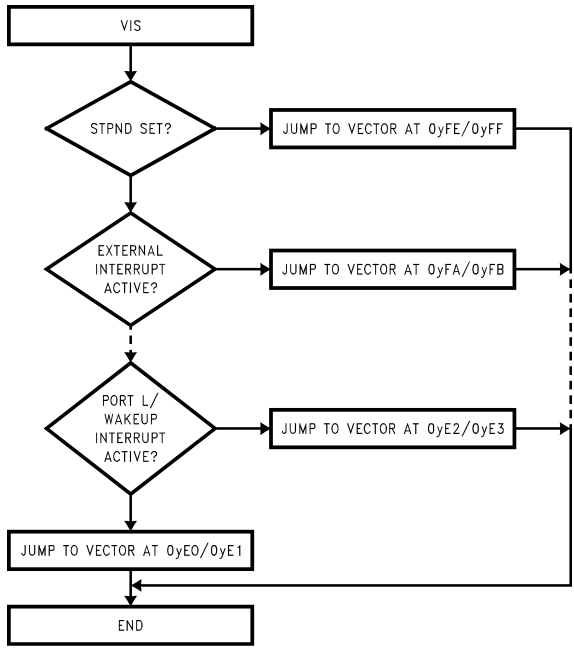 VIS
STPND SET?
JUMP TO VECTOR AT 0yFE/0yFF
EXTERNAL
INTERRUPT
ACTIVE?
JUMP TO VECTOR AT 0yFA/0yFB
PORT L/
WAKEUP
INTERRUPT
ACTIVE?
JUMP TO VECTOR AT 0yE2/0yE3
JUMP TO VECTOR AT 0yE0/0yE1
END